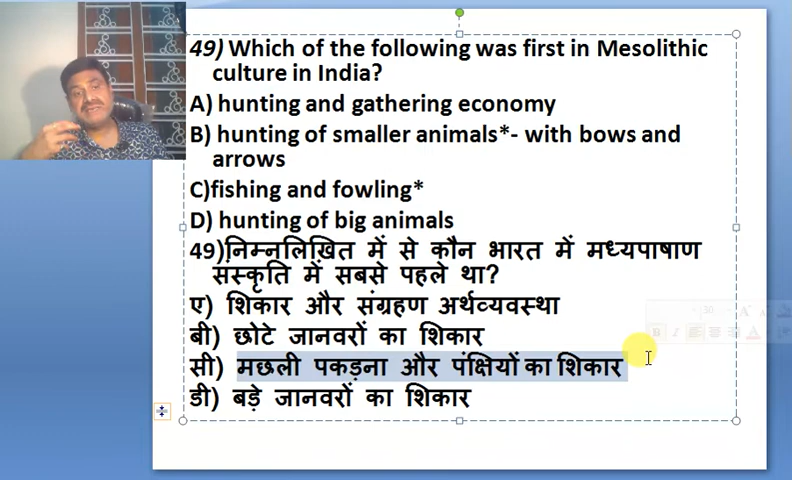 49) Which of the following was first in Mesolithic
culture in India?
A) hunting and gathering economy
B) hunting of smaller animals*- with bows and
arrows
C)fishing and fowling*
D) hunting of big animals
49)निम्नलिखित में से कौन भारत में मध्यपाषाण
संस्कृति में सबसे पहले था?
ए) शिकार और संग्रहण अर्थव्यवस्था
बी) छोटे जानवरों का शिकार
सी) मछली पकड़ना और पंक्षियों का शिकार
डी) बड़े जानवरों का शिकार